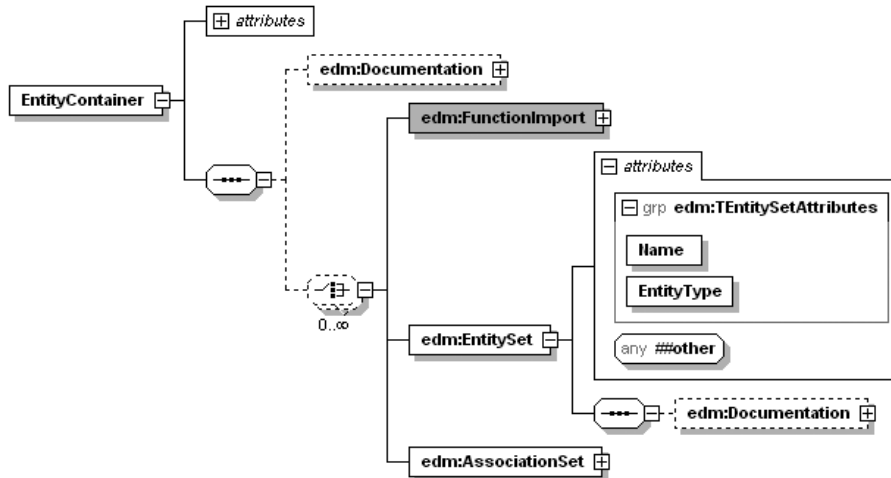 attributes
edm:Documentation
EntityContainer
edm:FunctionImport
attributes
grp edm:TEntitySetAttributes
Name
EntityType
0..∞
edm:EntitySet
any ##other
edm:Documentation
edm:AssociationSet